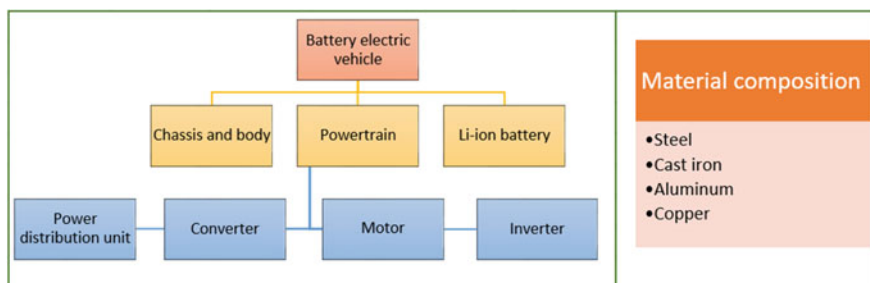 Battery electric
vehicle
Chassis and body
Powertrain
Li-ion battery
Power
distribution unit
Converter
Motor
Inverter
Material composition
•Steel
•Cast iron
•Aluminum
•Copper